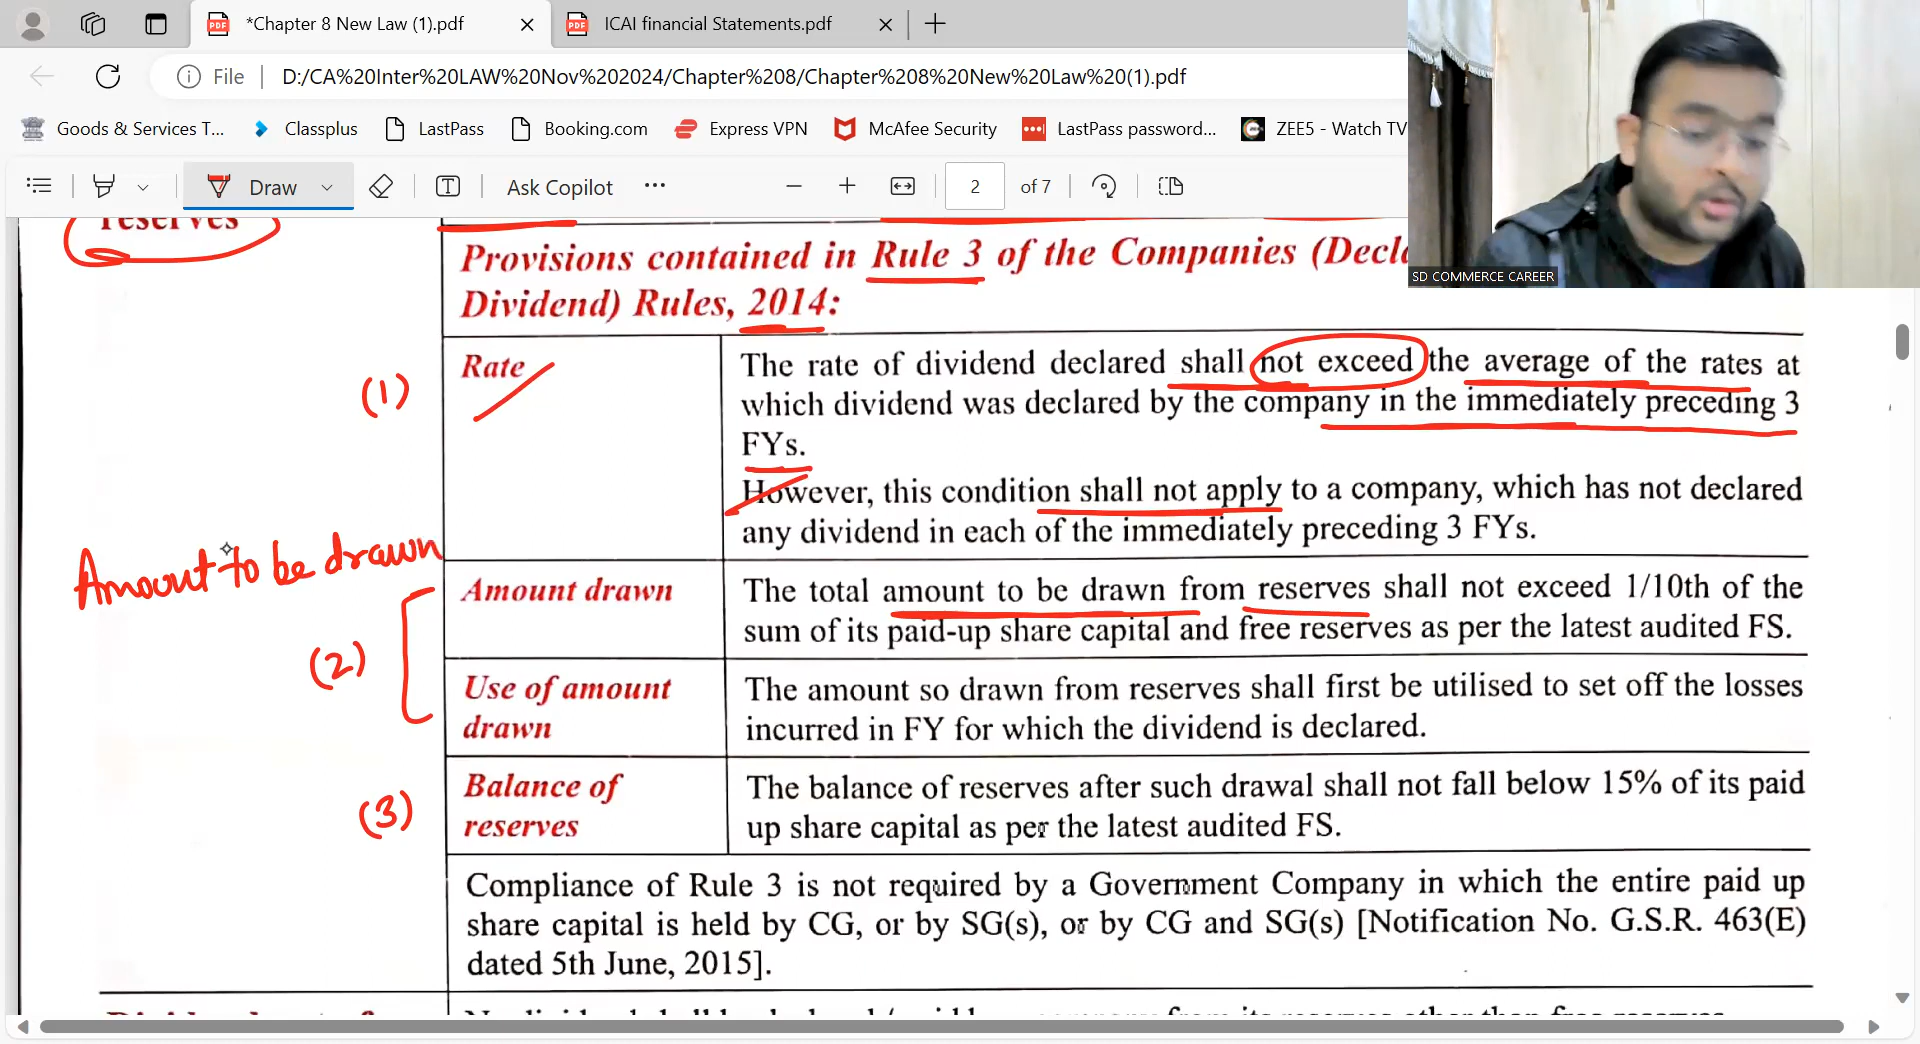 *Chapter 8 New Law (1).pdf
ICAI financial Statements.pdf
File
D:/CA%20Inter%20LAW%20Nov%202024/Chapter%208/Chapter%208%20New%20Law%20(1).pdf
Goods & Services T...
Classplus
LastPass
Booking.com
Express VPN
McAfee Security
LastPass password...
ZEE5 - Watch TV
Draw
Ask Copilot
2
of 7
SD COMMERCE CAREER
reserves
Provisions contained in Rule 3 of the Companies (Decl
Dividend) Rules, 2014:
(1)
Rate
The rate of dividend declared shall not exceed the average of the rates at
which dividend was declared by the company in the immediately preceding 3
FYs.
However, this condition shall not apply to a company, which has not declared
any dividend in each of the immediately preceding 3 FYs.
Amount to be drawn
(2)
Amount drawn
The total amount to be drawn from reserves shall not exceed 1/10th of the
sum of its paid-up share capital and free reserves as per the latest audited FS.
Use of amount
drawn
The amount so drawn from reserves shall first be utilised to set off the losses
incurred in FY for which the dividend is declared.
(3)
Balance of
reserves
The balance of reserves after such drawal shall not fall below 15% of its paid
up share capital as per the latest audited FS.
Compliance of Rule 3 is not required by a Government Company in which the entire paid up
share capital is held by CG, or by SG(s), or by CG and SG(s) [Notification No. G.S.R. 463(E)
dated 5th June, 2015].